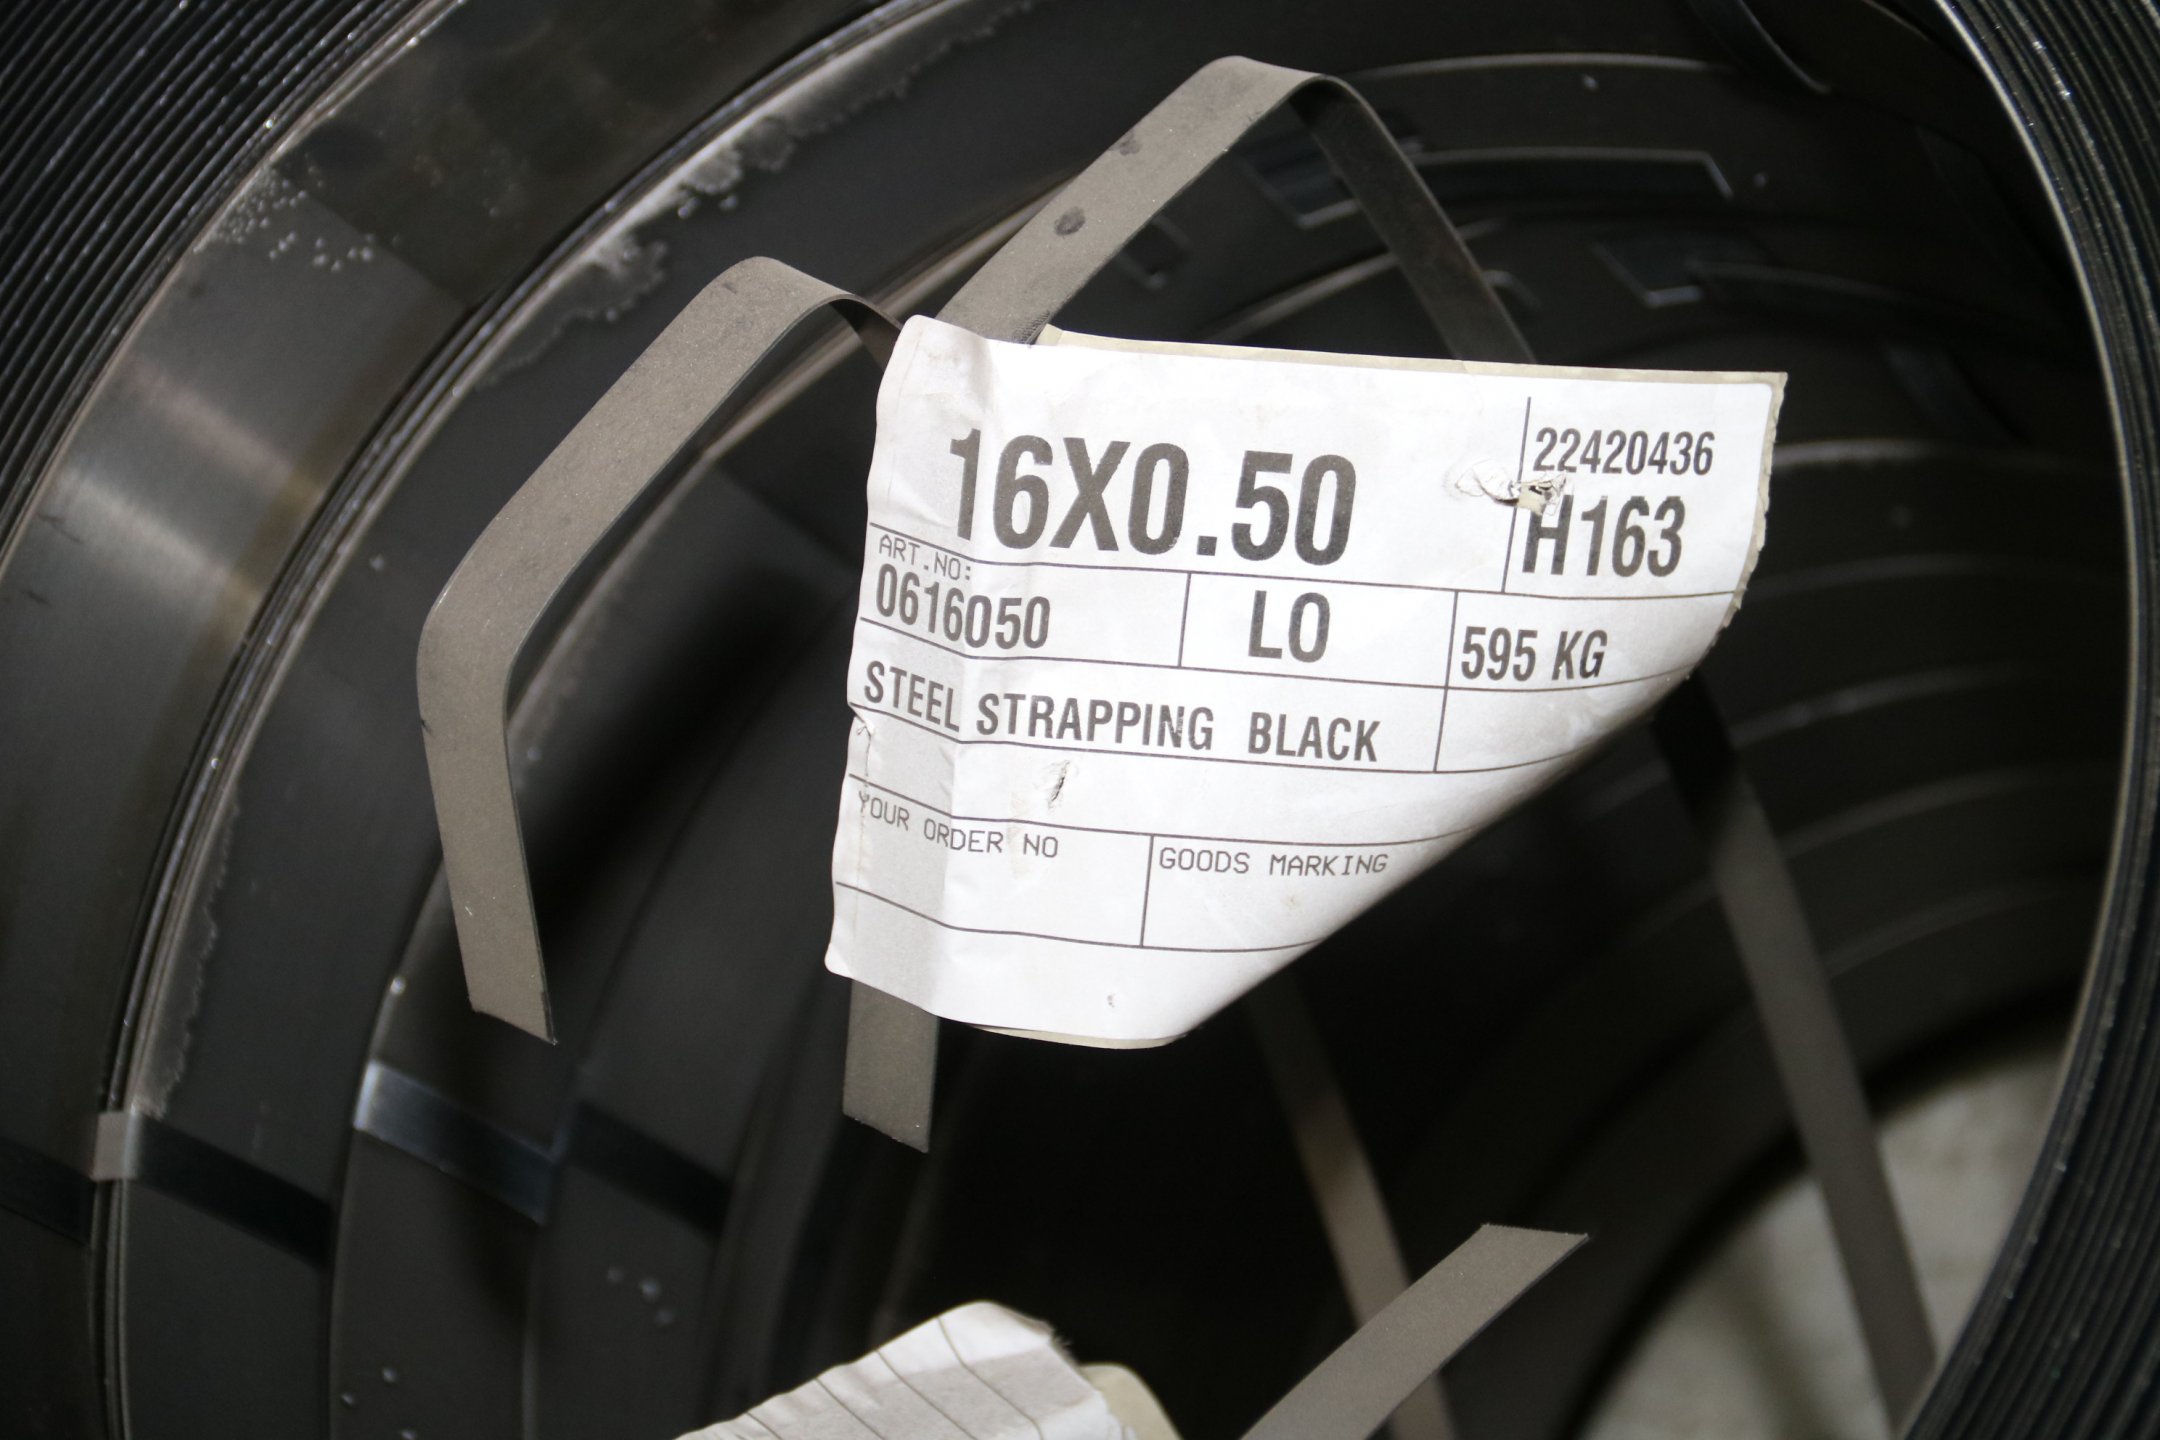 16X0.50
22420436
H163
ART.NO:
0616050
LO
595 KG
STEEL STRAPPING BLACK
YOUR ORDER NO
GOODS MARKING